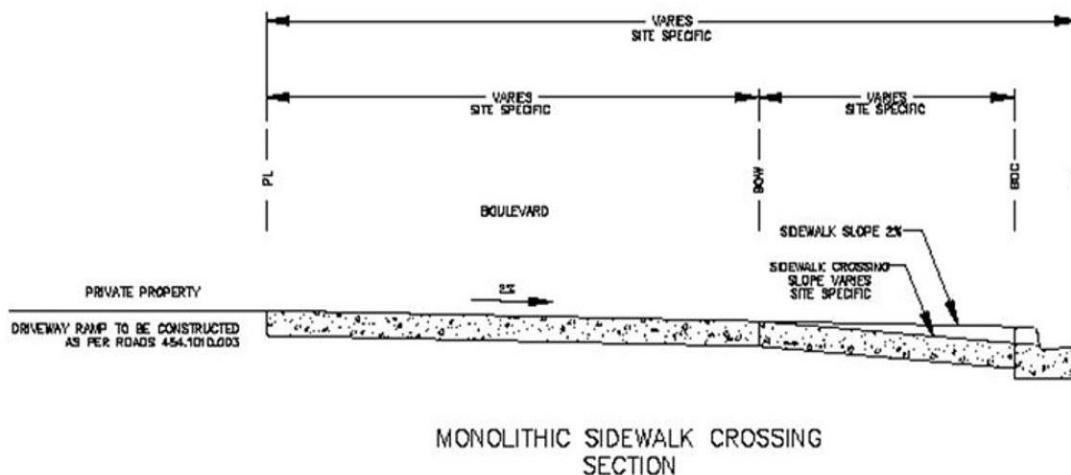 VARIES
SITE SPECIFIC
VARIES
SITE SPECIFIC
VARIES
SITE SPECIFIC
PL
BOW
BOC
BOULEVARD
SIDEWALK SLOPE 2%
SIDEWALK CROSSING
SLOPE VARIES
SITE SPECIFIC
PRIVATE PROPERTY
2%
DRIVEWAY RAMP TO BE CONSTRUCTED
AS PER ROADS 454.1010.003
MONOLITHIC SIDEWALK CROSSING
SECTION